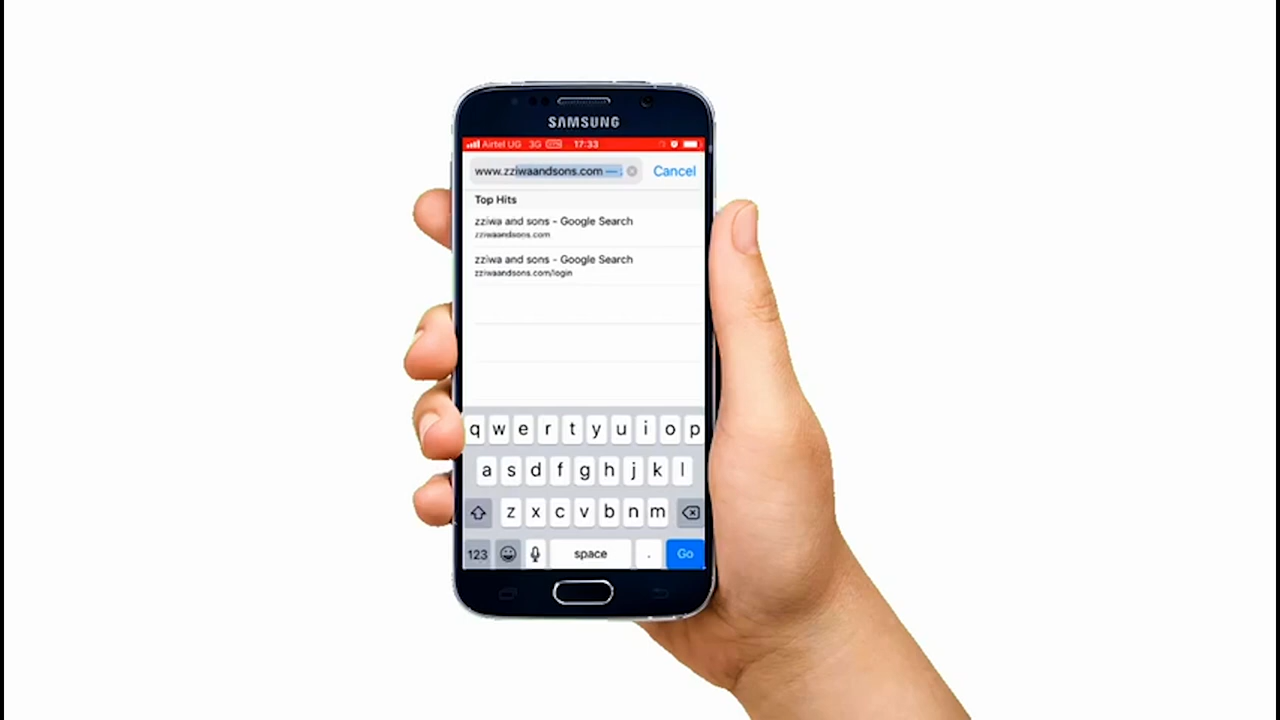 SAMSUNG
Airtel UG 3G 17:33
www.zziwaandsons.com — Cancel
Top Hits
zziwa and sons - Google Search
zziwaandsons.com
zziwa and sons - Google Search
zziwaandsons.com/login
q w e r t y u i o p
a s d f g h j k l
z x c v b n m
123 space . Go